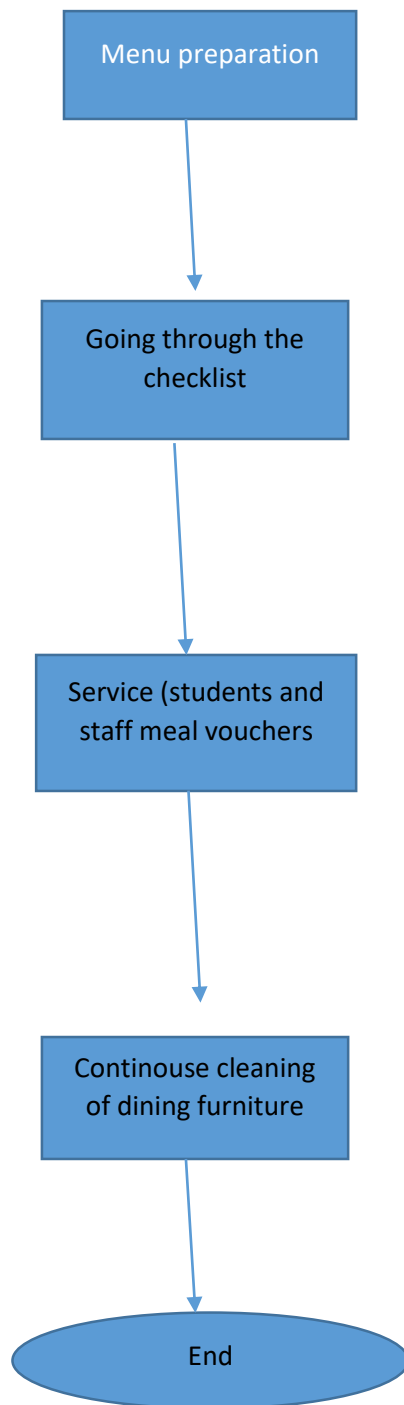 Menu preparation
Going through the
checklist
Service (students and
staff meal vouchers
Continouse cleaning
of dining furniture
End